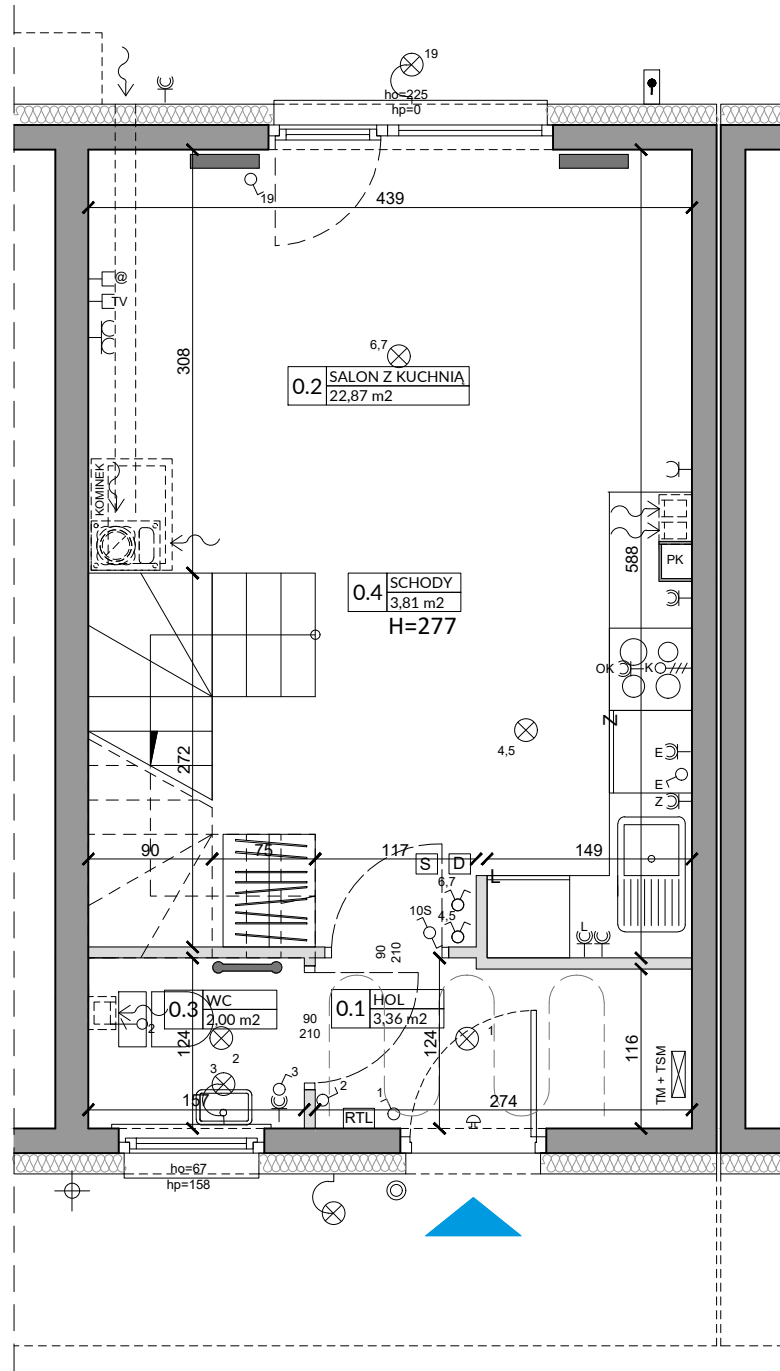 19
ho=225
hp=0
19
439
@
TV
6,7
308
0.2
SALON Z KUCHNIĄ
22,87 m2
KOMINEK
588
PK
0.4
SCHODY
3,81 m2
H=277
OK
K
Z
272
4,5
E
E
Z
90
75
117
149
S
D
L
6,7
10S
4,5
L
90
210
0.3
WC
2,00 m2
0.1
HOL
3,36 m2
2
90
210
124
2
124
1
116
3
3
2
1
157
274
RTL
TM + TSM
ho=67
hp=158